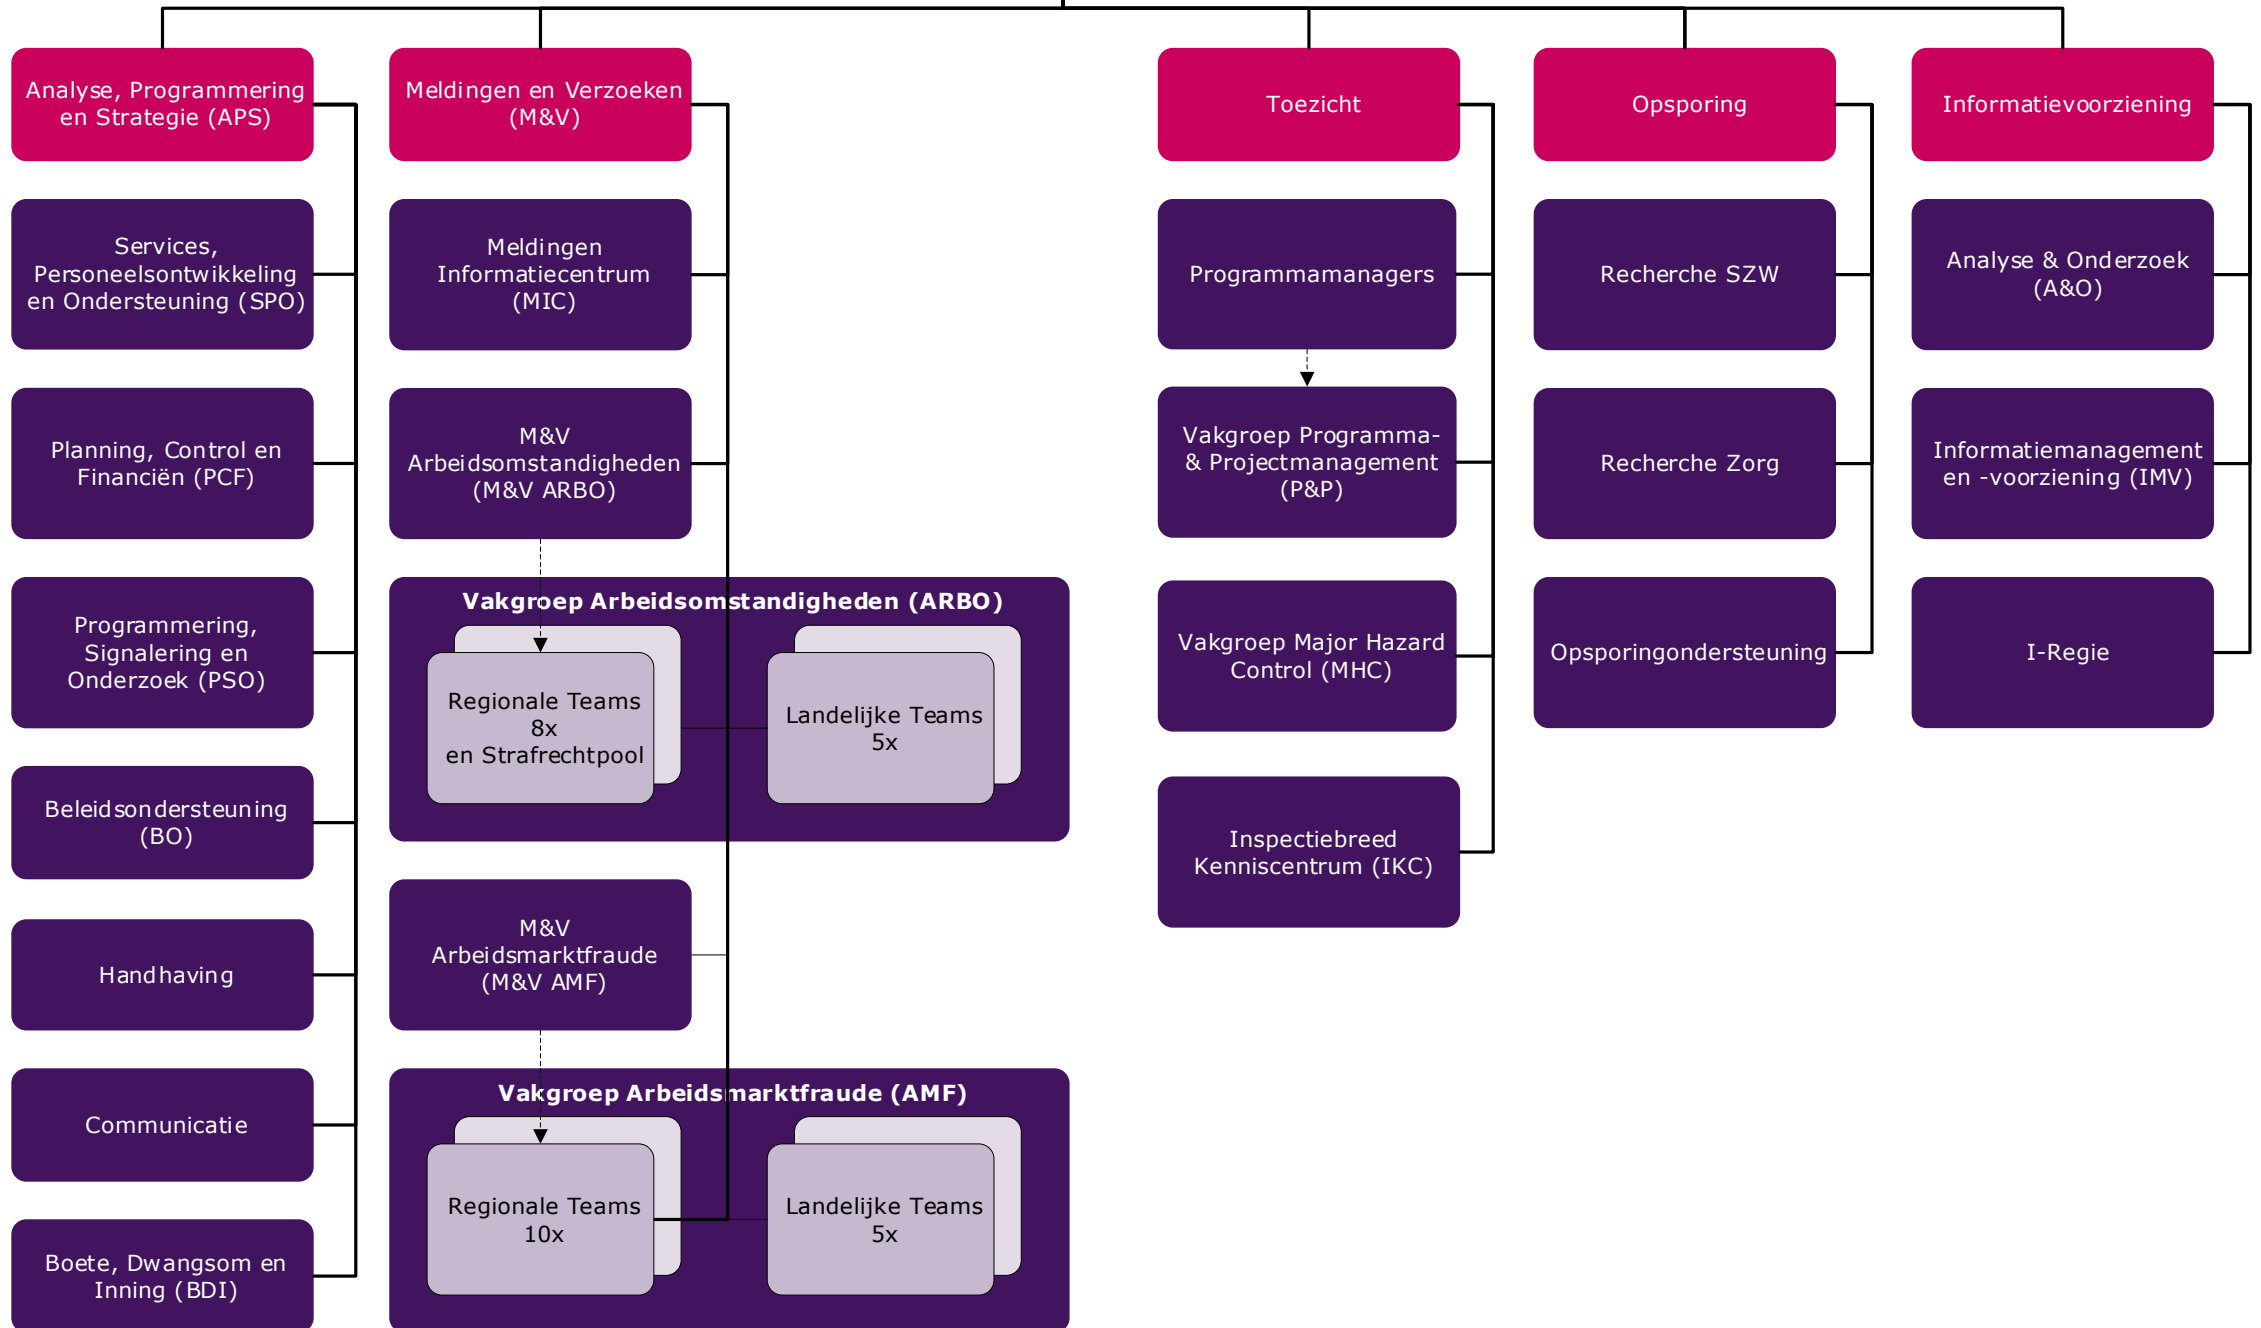 Analyse, Programmering
en Strategie (APS)
Services,
Personeelsontwikkeling
en Ondersteuning (SPO)
Planning, Control en
Financiën (PCF)
Programmering,
Signalering en
Onderzoek (PSO)
Beleidsondersteuning
(BO)
Handhaving
Communicatie
Boete, Dwangsom en
Inning (BDI)
Meldingen en Verzoeken
(M&V)
Meldingen
Informatiecentrum
(MIC)
M&V
Arbeidsomstandigheden
(M&V ARBO)
Vakgroep Arbeidsomstandigheden (ARBO)
Regionale Teams
8x
en Strafrechtpool
Landelijke Teams
5x
M&V
Arbeidsmarktfraude
(M&V AMF)
Vakgroep Arbeidsmarktfraude (AMF)
Regionale Teams
10x
Landelijke Teams
5x
Toezicht
Programmamanagers
Vakgroep Programma-
& Projectmanagement
(P&P)
Vakgroep Major Hazard
Control (MHC)
Inspectiebreed
Kenniscentrum (IKC)
Opsporing
Recherche SZW
Recherche Zorg
Opsporingondersteuning
Informatievoorziening
Analyse & Onderzoek
(A&O)
Informatiemanagement
en -voorziening (IMV)
I-Regie